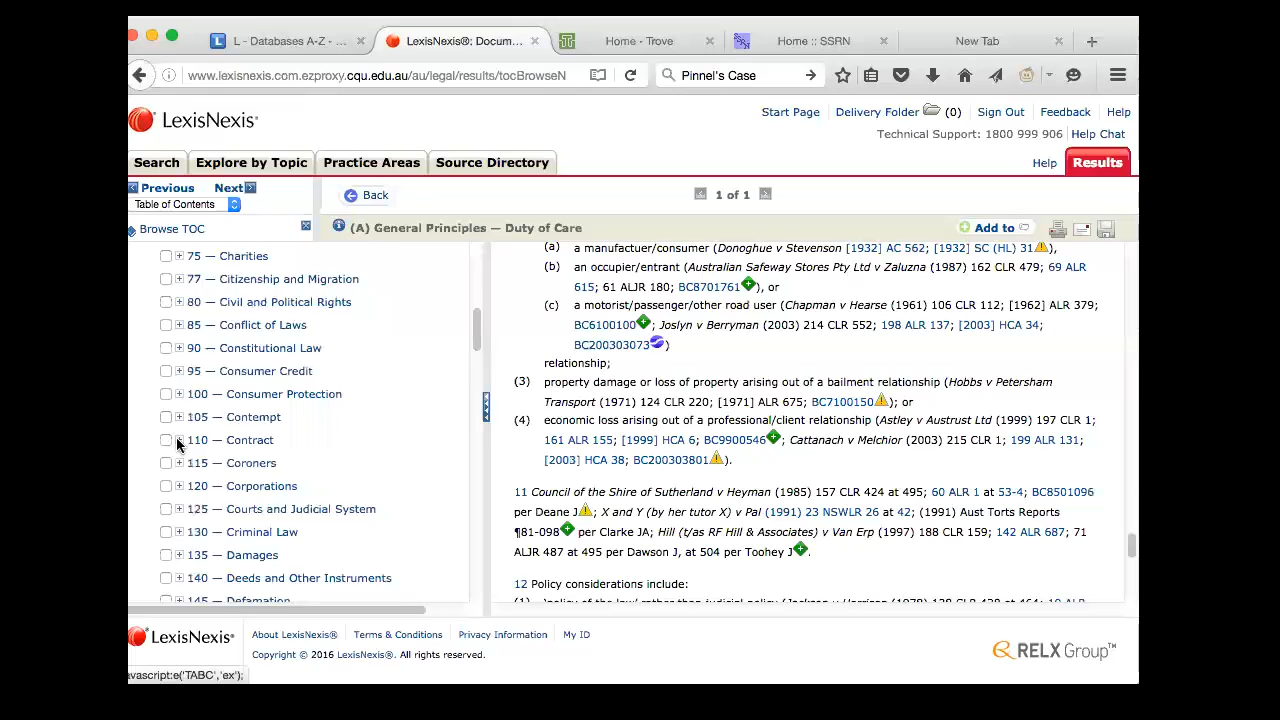 L - Databases A-Z - ...
LexisNexis®: Docum...
Home - Trove
Home :: SSRN
New Tab
www.lexisnexis.com.ezproxy.cqu.edu.au/au/legal/results/tocBrowseN
Pinnel's Case
LexisNexis®
Start Page
Delivery Folder (0)
Sign Out
Feedback
Help
Technical Support: 1800 999 906
Help Chat
Search
Explore by Topic
Practice Areas
Source Directory
Help
Results
Previous
Next
Back
1 of 1
Table of Contents
Browse TOC
(A) General Principles — Duty of Care
Add to
75 — Charities
77 — Citizenship and Migration
80 — Civil and Political Rights
85 — Conflict of Laws
90 — Constitutional Law
95 — Consumer Credit
100 — Consumer Protection
105 — Contempt
110 — Contract
115 — Coroners
120 — Corporations
125 — Courts and Judicial System
130 — Criminal Law
135 — Damages
140 — Deeds and Other Instruments
145 — Defamation
(a) a manufactuer/consumer (Donoghue v Stevenson [1932] AC 562; [1932] SC (HL) 31
(b) an occupier/entrant (Australian Safeway Stores Pty Ltd v Zaluzna (1987) 162 CLR 479; 69 ALR
615; 61 ALJR 180; BC8701761), or
(c) a motorist/passenger/other road user (Chapman v Hearse (1961) 106 CLR 112; [1962] ALR 379;
BC6100100; Joslyn v Berryman (2003) 214 CLR 552; 198 ALR 137; [2003] HCA 34;
BC200303073)
relationship;
(3) property damage or loss of property arising out of a bailment relationship (Hobbs v Petersham
Transport (1971) 124 CLR 220; [1971] ALR 675; BC7100150); or
(4) economic loss arising out of a professional/client relationship (Astley v Austrust Ltd (1999) 197 CLR 1;
161 ALR 155; [1999] HCA 6; BC9900546; Cattanach v Melchior (2003) 215 CLR 1; 199 ALR 131;
[2003] HCA 38; BC200303801).
11 Council of the Shire of Sutherland v Heyman (1985) 157 CLR 424 at 495; 60 ALR 1 at 53-4; BC8501096
per Deane J; X and Y (by her tutor X) v Pal (1991) 23 NSWLR 26 at 42; (1991) Aust Torts Reports
¶81-098 per Clarke JA; Hill (t/as RF Hill & Associates) v Van Erp (1997) 188 CLR 159; 142 ALR 687; 71
ALJR 487 at 495 per Dawson J, at 504 per Toohey J.
12 Policy considerations include:
LexisNexis®
About LexisNexis®
Terms & Conditions
Privacy Information
My ID
Copyright © 2016 LexisNexis®. All rights reserved.
RELX Group™
avascript:e('TABC','ex');